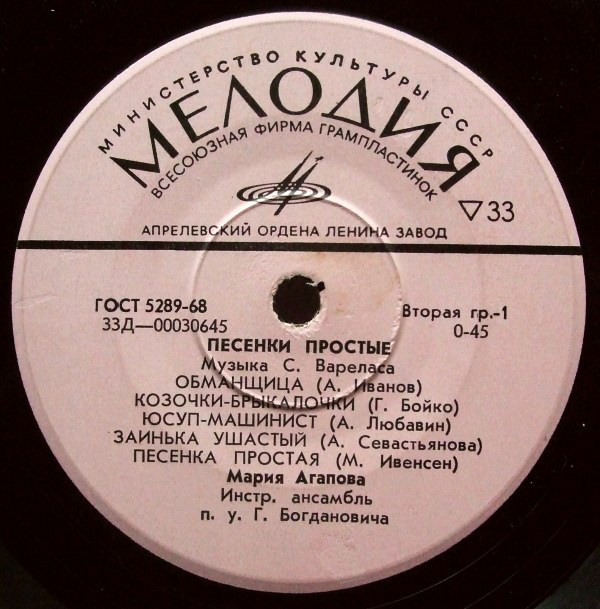 МИНИСТЕРСТВО КУЛЬТУРЫ СССР
МЕЛОДИЯ
ВСЕСОЮЗНАЯ ФИРМА ГРАМПЛАСТИНОК
▽33
АПРЕЛЕВСКИЙ ОРДЕНА ЛЕНИНА ЗАВОД
ГОСТ 5289-68
33Д—00030645
Вторая гр.-1
0-45
ПЕСЕНКИ ПРОСТЫЕ
Музыка С. Вареласа
ОБМАНЩИЦА (А. Иванов)
КОЗОЧКИ-БРЫКАЛОЧКИ (Г. Бойко)
ЮСУП-МАШИНИСТ (А. Любавин)
ЗАИНЬКА УШАСТЫЙ (А. Севастьянова)
ПЕСЕНКА ПРОСТАЯ (М. Ивенсен)
Мария Агапова
Инстр. ансамбль
п. у. Г. Богдановича